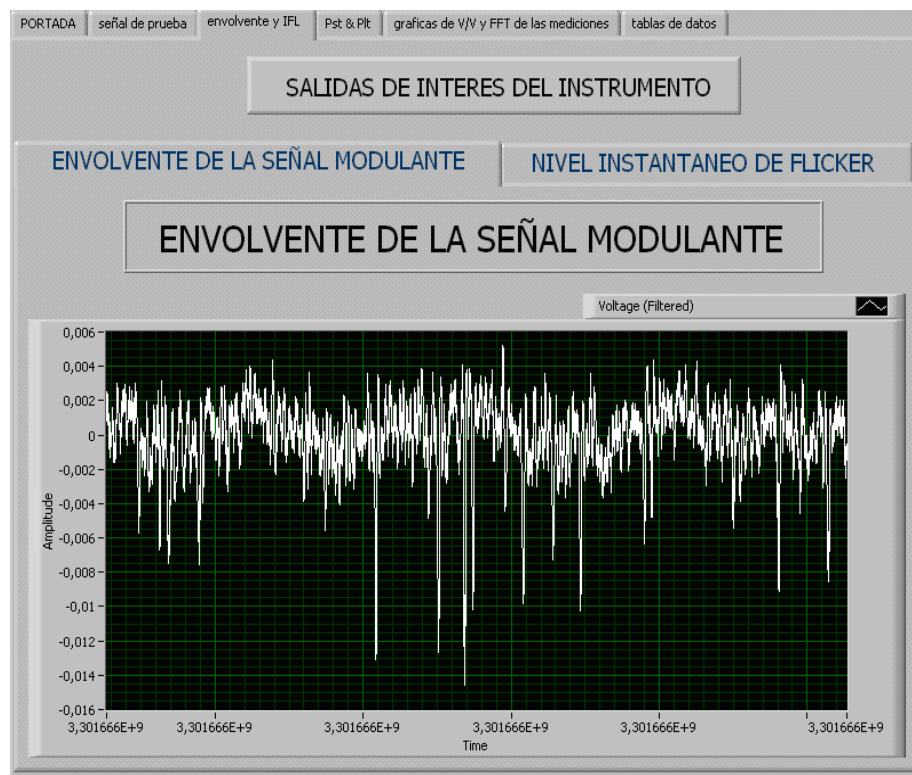 PORTADA señal de prueba envolvente y IFL Pst & Plt graficas de V/V y FFT de las mediciones tablas de datos
SALIDAS DE INTERES DEL INSTRUMENTO
ENVOLVENTE DE LA SEÑAL MODULANTE NIVEL INSTANTANEO DE FLICKER
ENVOLVENTE DE LA SEÑAL MODULANTE
Voltage (Filtered)
0,006
0,004
0,002
0
-0,002
-0,004
-0,006
-0,008
-0,01
-0,012
-0,014
-0,016
Amplitude
3,301666E+9 3,301666E+9 3,301666E+9 3,301666E+9 3,301666E+9 3,301666E+9
Time